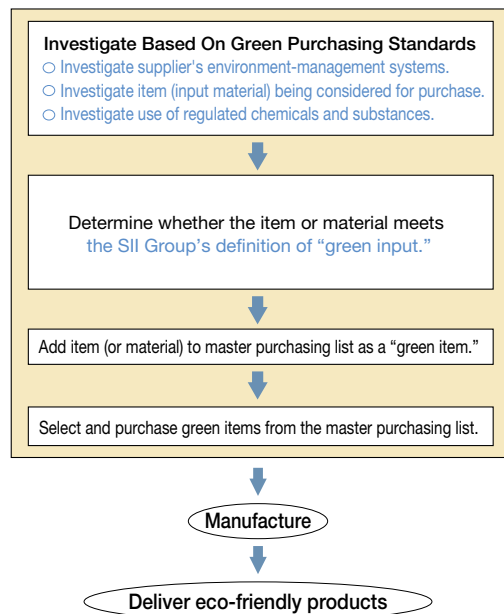 Investigate Based On Green Purchasing Standards
○ Investigate supplier's environment-management systems.
○ Investigate item (input material) being considered for purchase.
○ Investigate use of regulated chemicals and substances.
Determine whether the item or material meets
the SII Group's definition of “green input.”
Add item (or material) to master purchasing list as a “green item.”
Select and purchase green items from the master purchasing list.
Manufacture
Deliver eco-friendly products